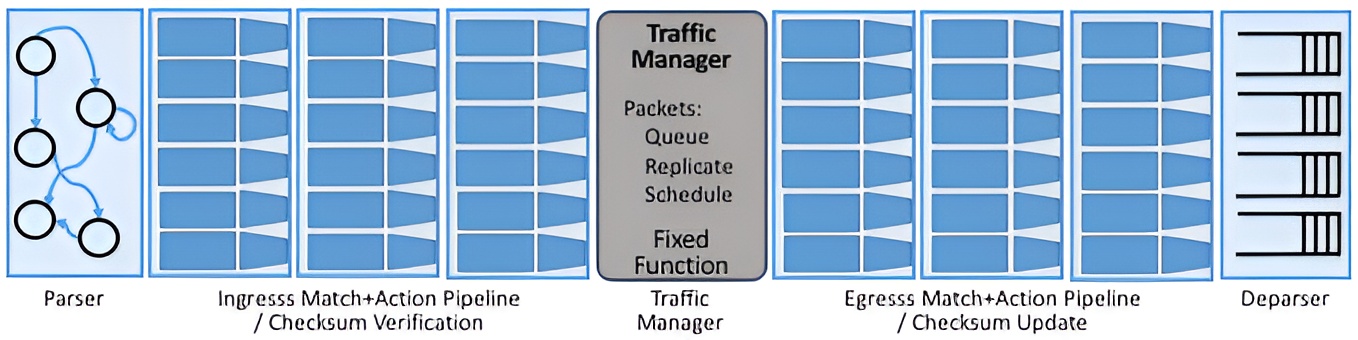 Traffic
Manager
Packets:
Queue
Replicate
Schedule
Fixed
Function
Parser
Ingresss Match+Action Pipeline
/ Checksum Verification
Traffic
Manager
Egresss Match+Action Pipeline
/ Checksum Update
Deparser